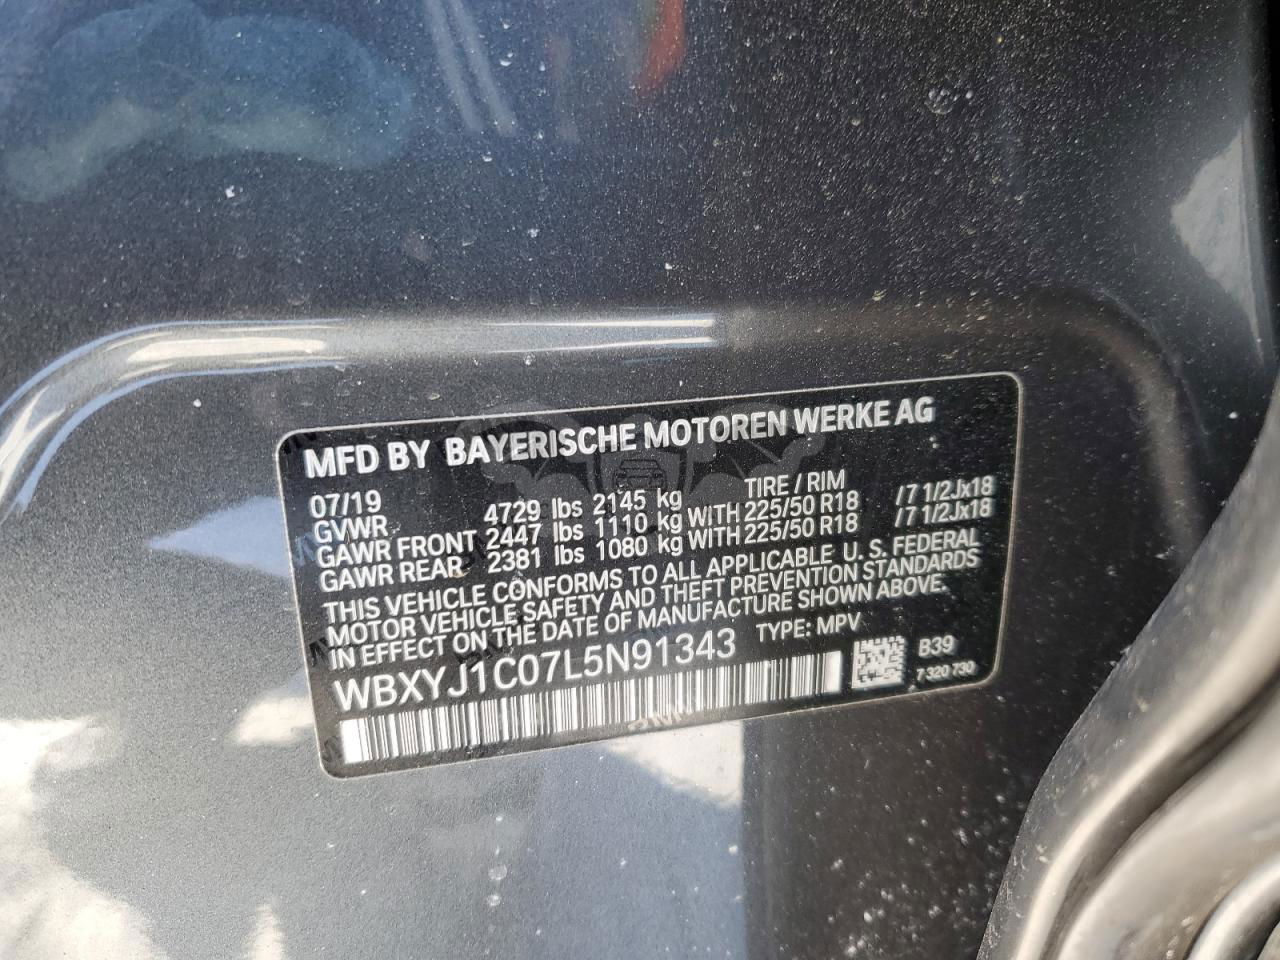 MFD BY BAYERISCHE MOTOREN WERKE AG
07/19 TIRE / RIM
GVWR 4729 lbs 2145 kg
GAWR FRONT 2447 lbs 1110 kg WITH 225/50 R18 /7 1/2Jx18
GAWR REAR 2381 lbs 1080 kg WITH 225/50 R18 /7 1/2Jx18
THIS VEHICLE CONFORMS TO ALL APPLICABLE U. S. FEDERAL
MOTOR VEHICLE SAFETY AND THEFT PREVENTION STANDARDS
IN EFFECT ON THE DATE OF MANUFACTURE SHOWN ABOVE.
WBXYJ1C07L5N91343 TYPE: MPV
B39
7 320 730